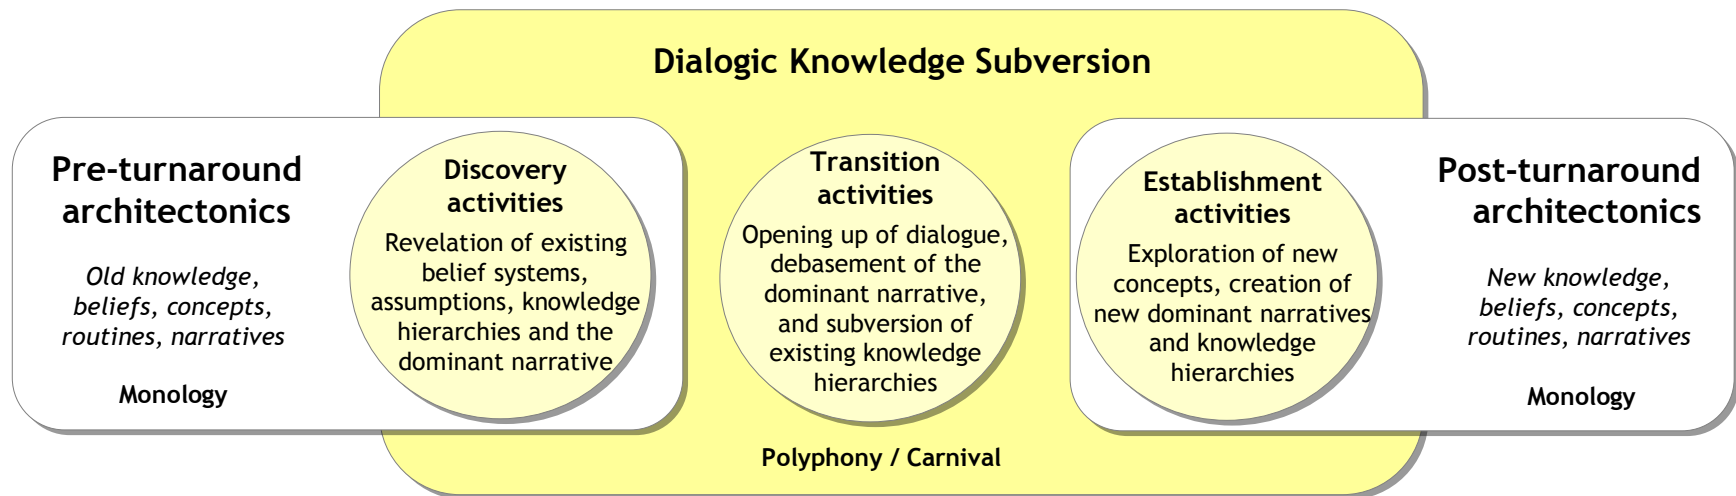 Dialogic Knowledge Subversion
Pre-turnaround
architectonics
Old knowledge,
beliefs, concepts,
routines, narratives
Monology
Discovery
activities
Revelation of existing
belief systems,
assumptions, knowledge
hierarchies and the
dominant narrative
Transition
activities
Opening up of dialogue,
debasement of the
dominant narrative,
and subversion of
existing knowledge
hierarchies
Polyphony / Carnival
Establishment
activities
Exploration of new
concepts, creation of
new dominant narratives
and knowledge
hierarchies
Post-turnaround
architectonics
New knowledge,
beliefs, concepts,
routines, narratives
Monology